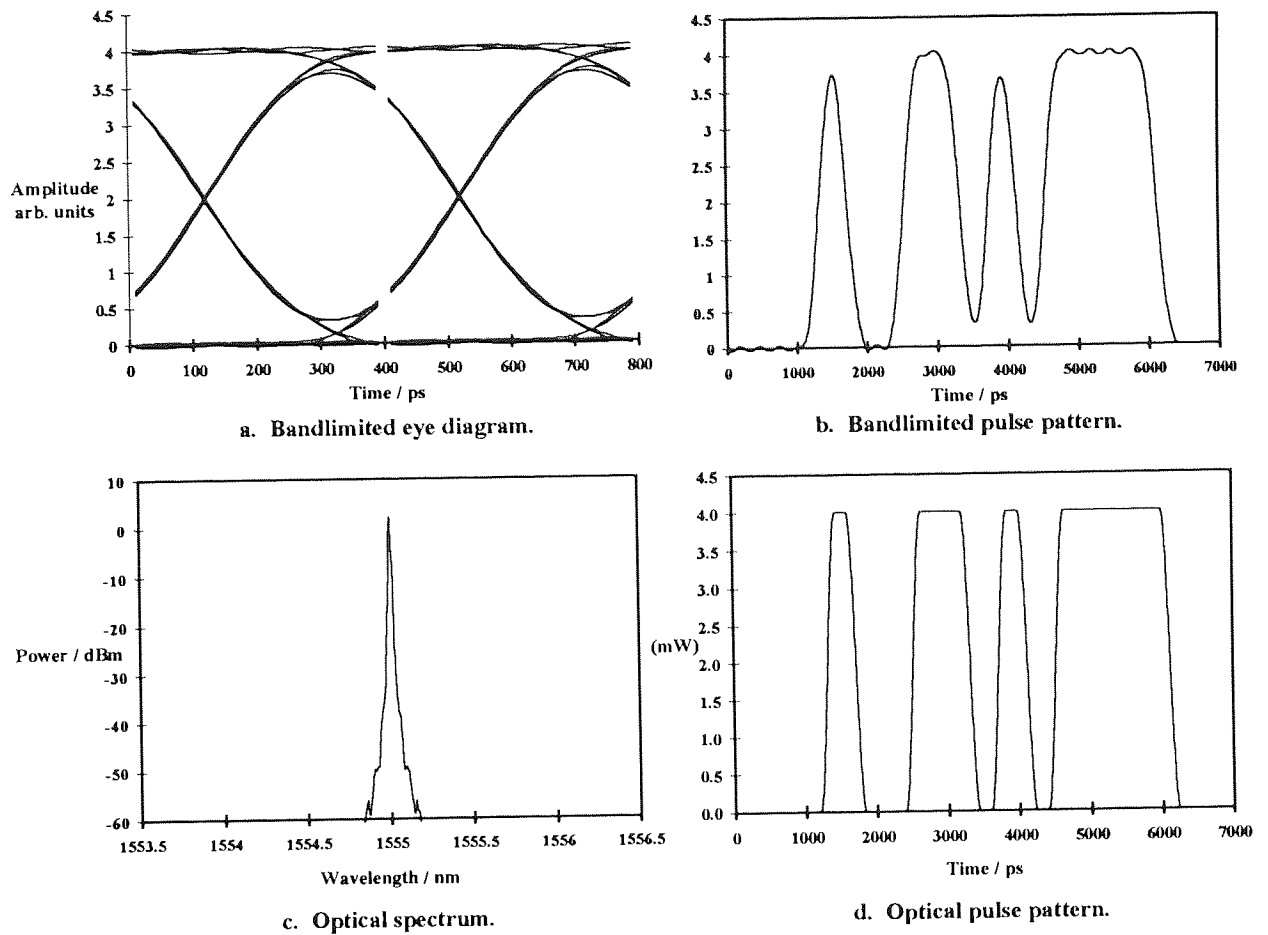 4.5
4
3.5
3
2.5
2
1.5
1
0.5
0
Amplitude
arb. units
0 100 200 300 400 500 600 700 800
Time / ps
a. Bandlimited eye diagram.
4.5
4
3.5
3
2.5
2
1.5
1
0.5
0
0 1000 2000 3000 4000 5000 6000 7000
Time / ps
b. Bandlimited pulse pattern.
10
0
-10
-20
-30
-40
-50
-60
Power / dBm
1553.5 1554 1554.5 1555 1555.5 1556 1556.5
Wavelength / nm
c. Optical spectrum.
4.5
4.0
3.5
3.0
2.5
2.0
1.5
1.0
0.5
0.0
(mW)
0 1000 2000 3000 4000 5000 6000 7000
Time / ps
d. Optical pulse pattern.